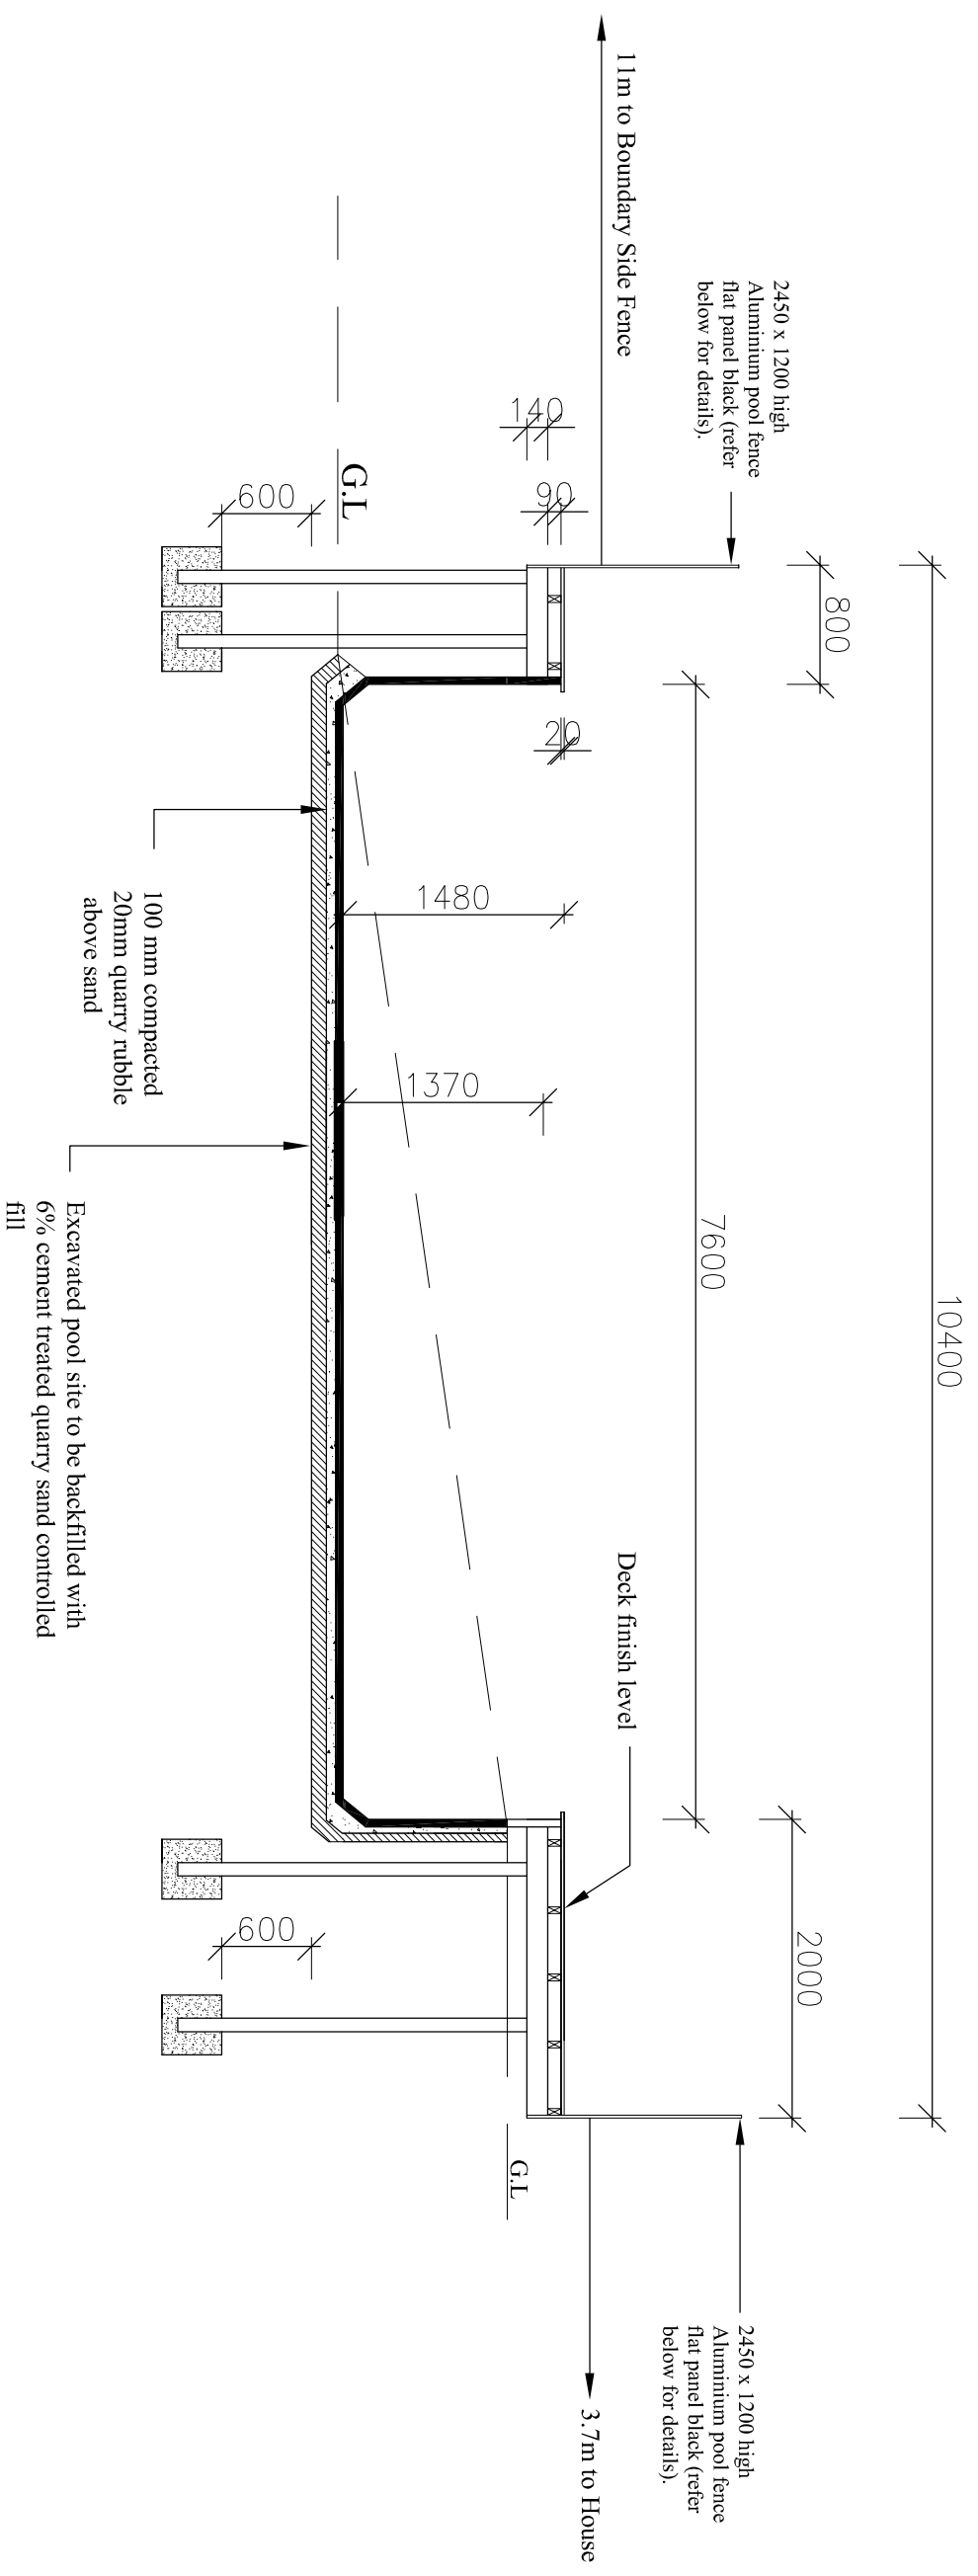 10400
7600
800
2000
2450 x 1200 high
Aluminium pool fence
flat panel black (refer
below for details).
2450 x 1200 high
Aluminium pool fence
flat panel black (refer
below for details).
11m to Boundary Side Fence
Deck finish level
3.7m to House
140
90
20
1480
1370
G.L
G.L
600
600
100 mm compacted
20mm quarry rubble
above sand
Excavated pool site to be backfilled with
6% cement treated quarry sand controlled
fill